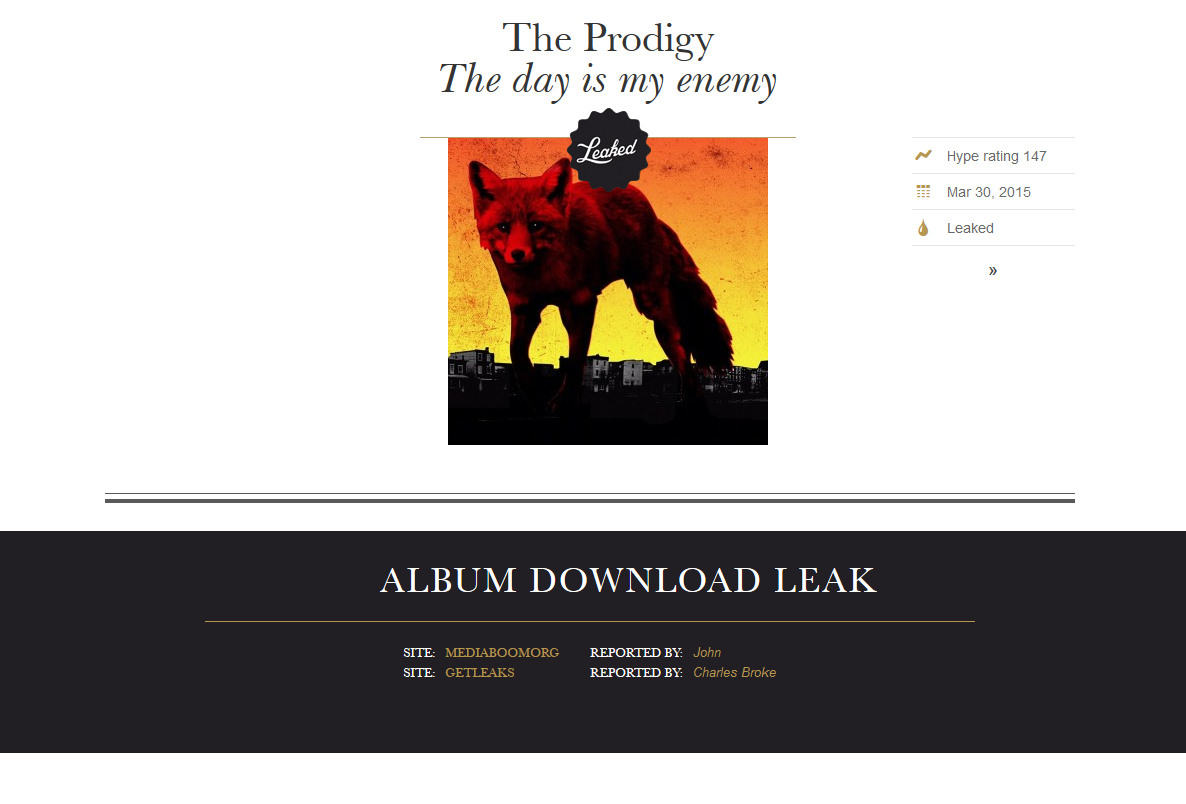 The Prodigy
The day is my enemy
Leaked
Hype rating 147
Mar 30, 2015
Leaked
»
ALBUM DOWNLOAD LEAK
SITE: MEDIABOOMORG REPORTED BY: John
SITE: GETLEAKS REPORTED BY: Charles Broke